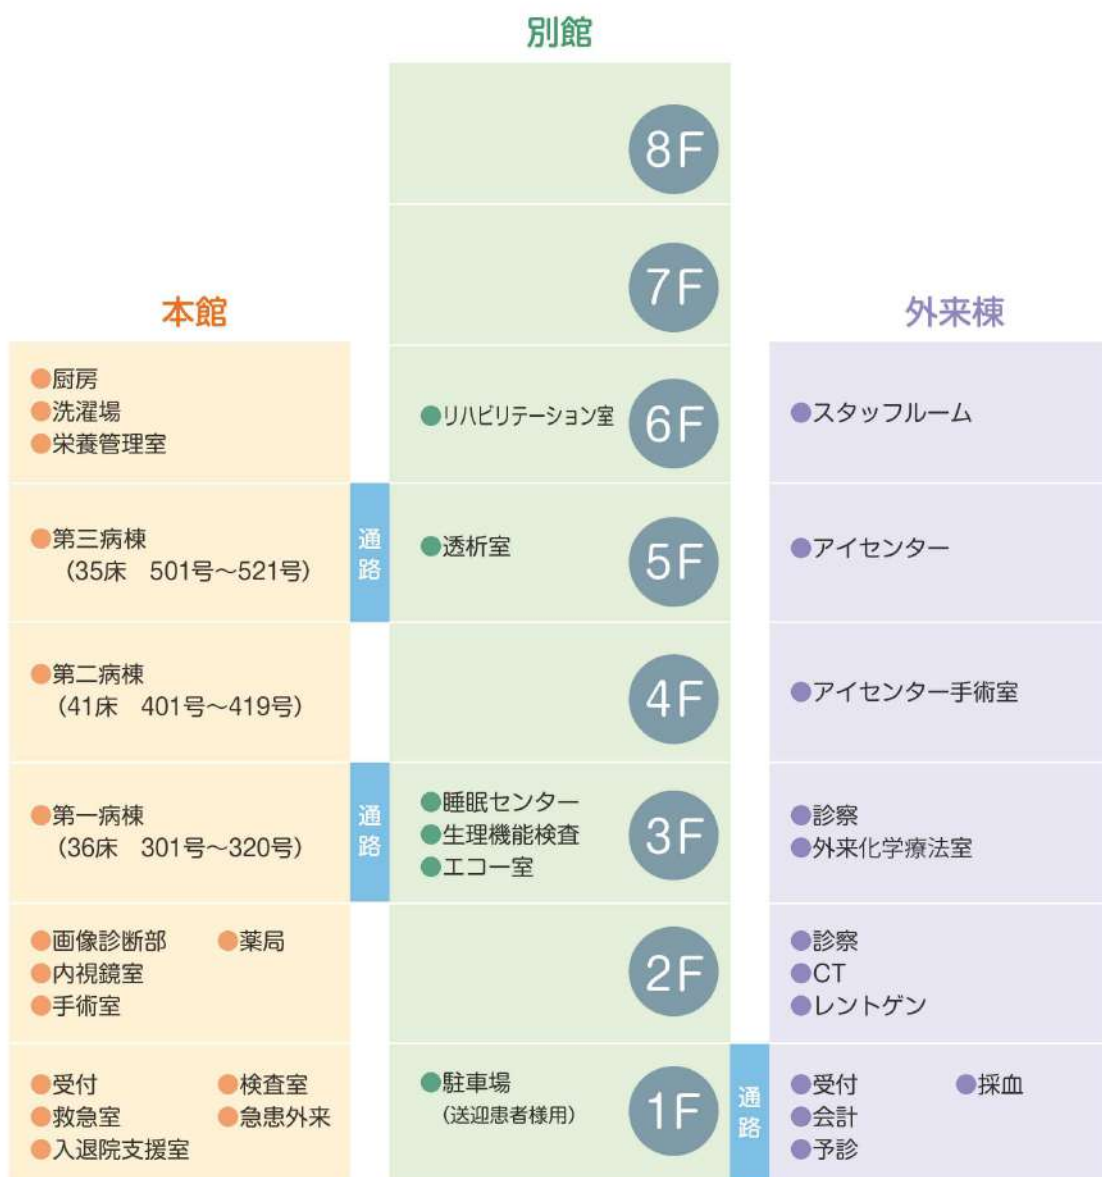 別館
8F
7F
本館
外来棟
●厨房
●洗濯場
●栄養管理室
●リハビリテーション室
6F
●スタッフルーム
●第三病棟
(35床 501号〜521号)
通路
●透析室
5F
●アイセンター
●第二病棟
(41床 401号〜419号)
4F
●アイセンター手術室
●第一病棟
(36床 301号〜320号)
通路
●睡眠センター
●生理機能検査
●エコー室
3F
●診察
●外来化学療法室
●画像診断部 ●薬局
●内視鏡室
●手術室
2F
●診察
●CT
●レントゲン
●受付 ●検査室
●救急室 ●急患外来
●入退院支援室
●駐車場
(送迎患者様用)
1F
通路
●受付 ●採血
●会計
●予診